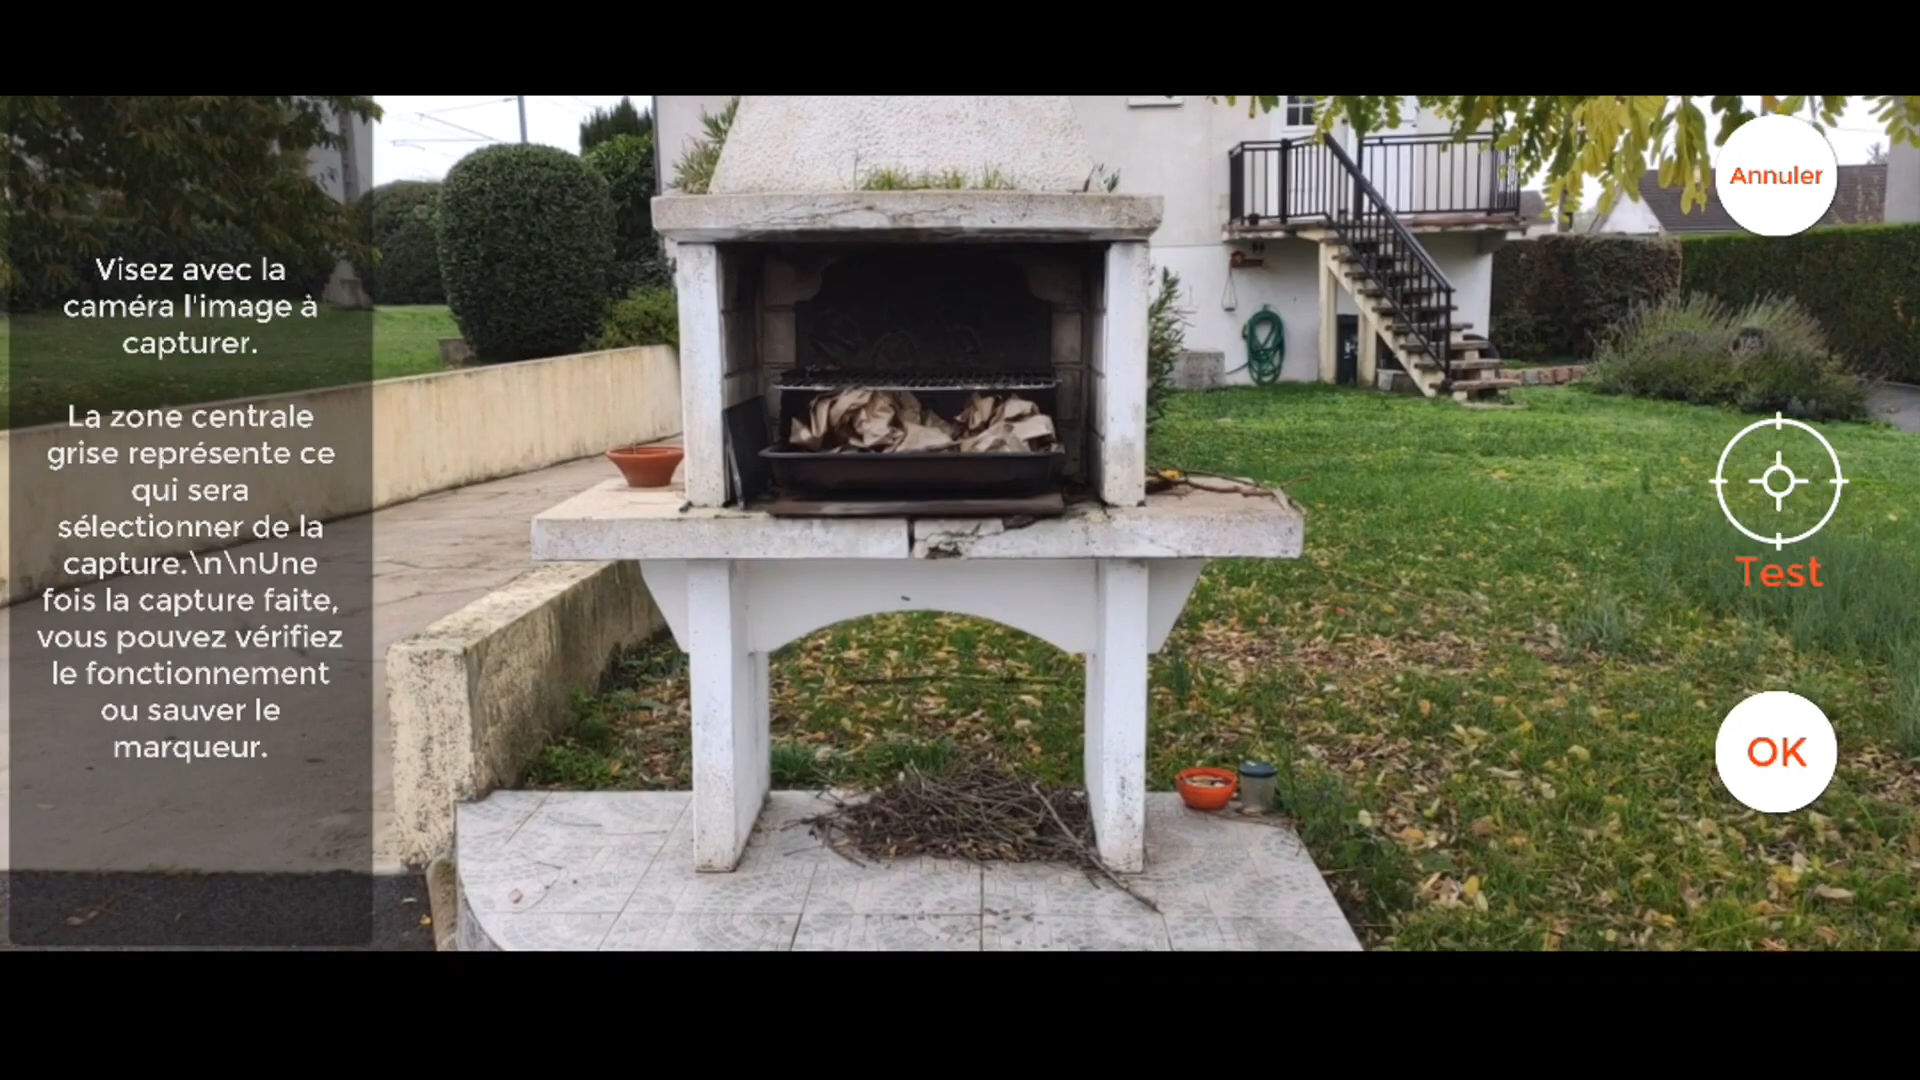 Visez avec la
caméra l'image à
capturer.
La zone centrale
grise représente ce
qui sera
sélectionner de la
capture.\n\nUne
fois la capture faite,
vous pouvez vérifiez
le fonctionnement
ou sauver le
marqueur.
Annuler
Test
OK